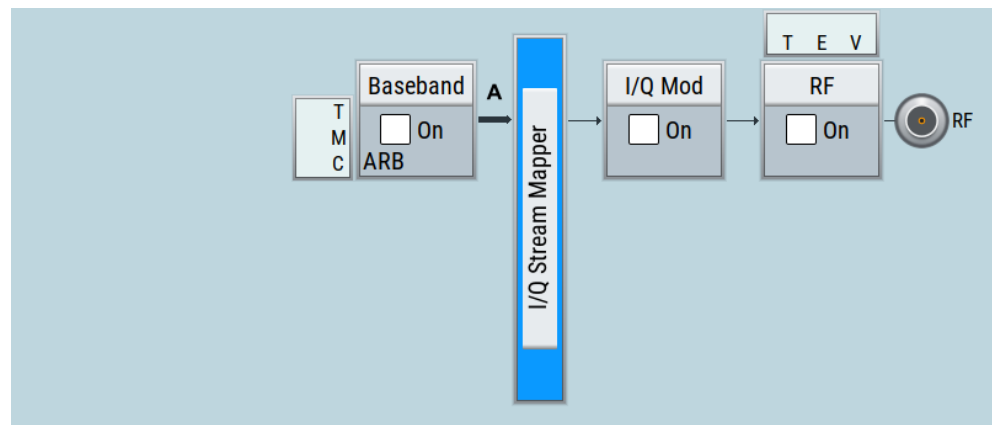 T E V
Baseband
A
I/Q Mod
RF
T
M
C
On
ARB
I/Q Stream Mapper
On
On
RF